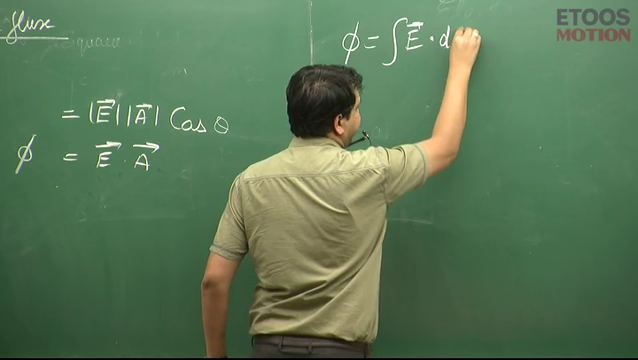 flux
= |E⃗| |A⃗| Cos θ
ϕ = E⃗ · A⃗
ϕ = ∫ E⃗ · d
ETOOS
MOTION